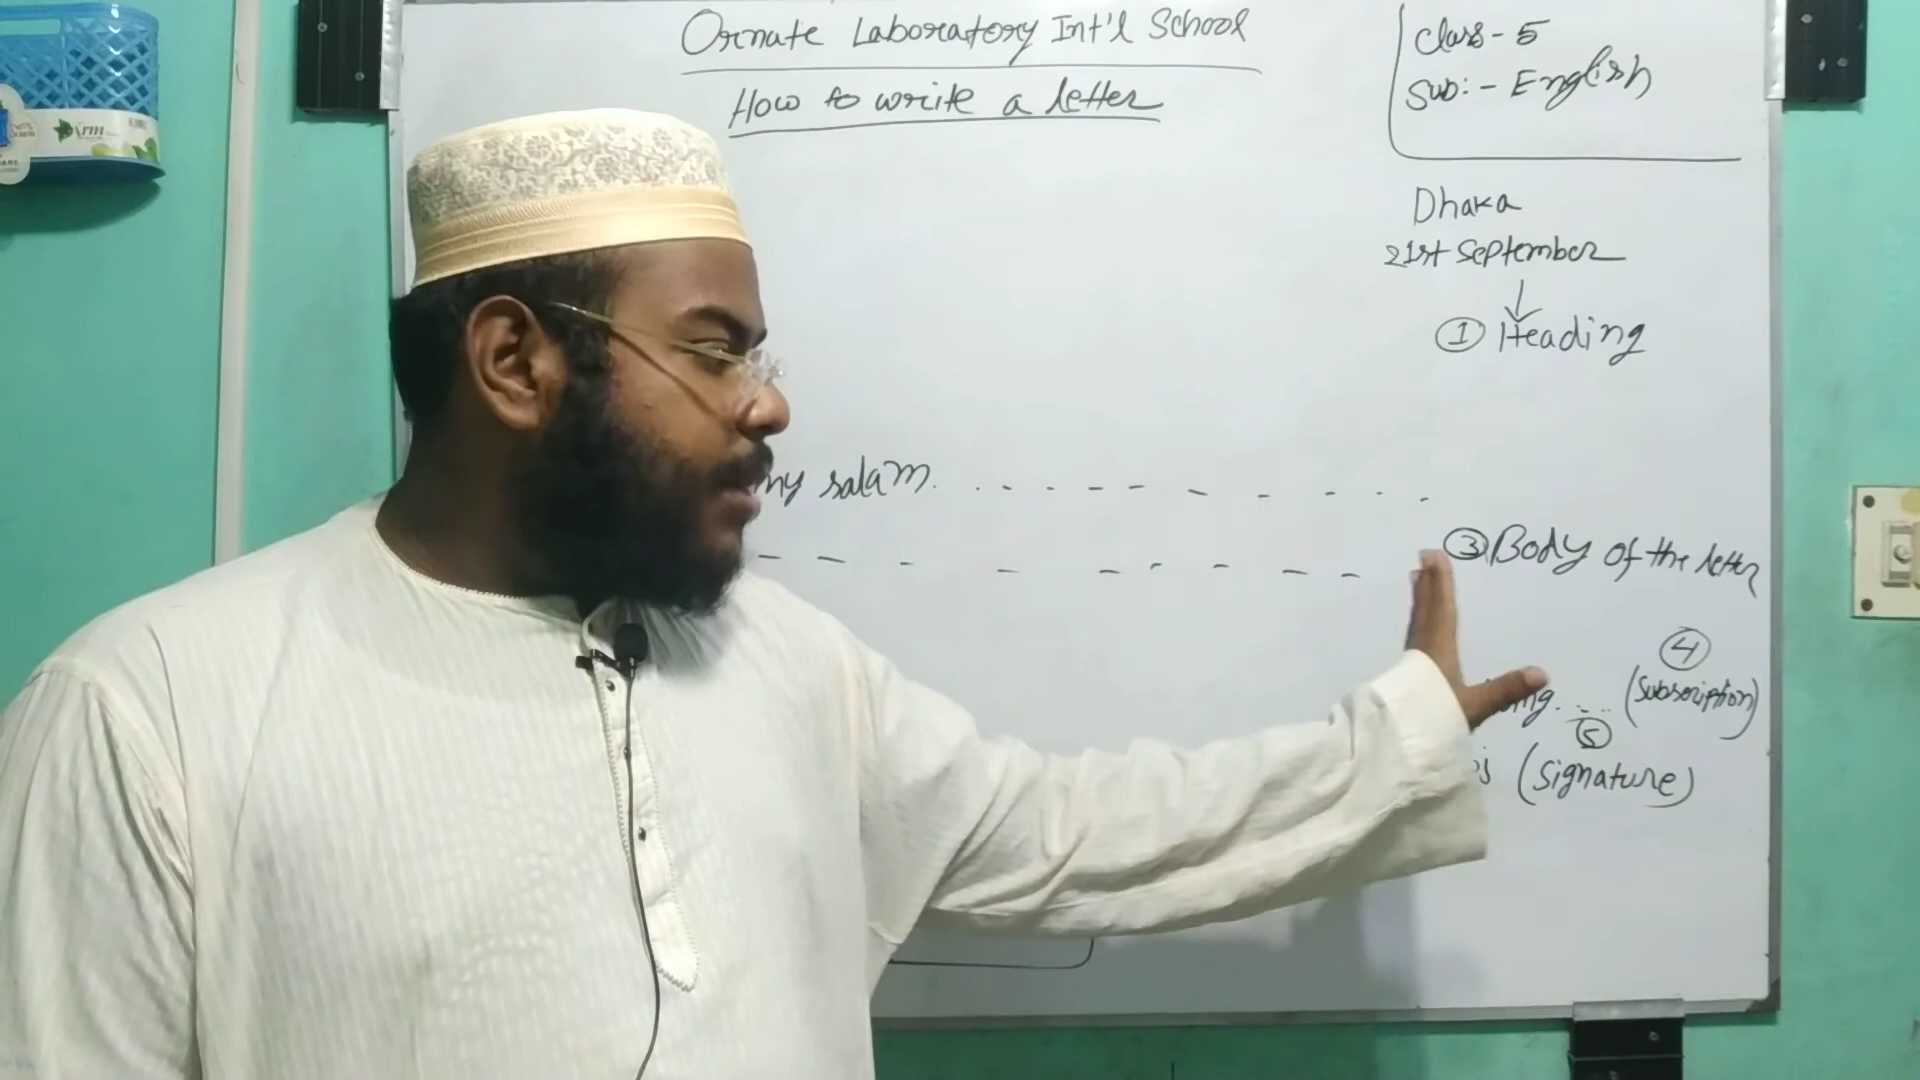 Ornate Laboratory Int'l School
How to write a letter
Class - 5
Sub:- English
Dhaka
21st September
① Heading
my salam.
③ Body of the letter
④
(Subscription)
⑤
(Signature)